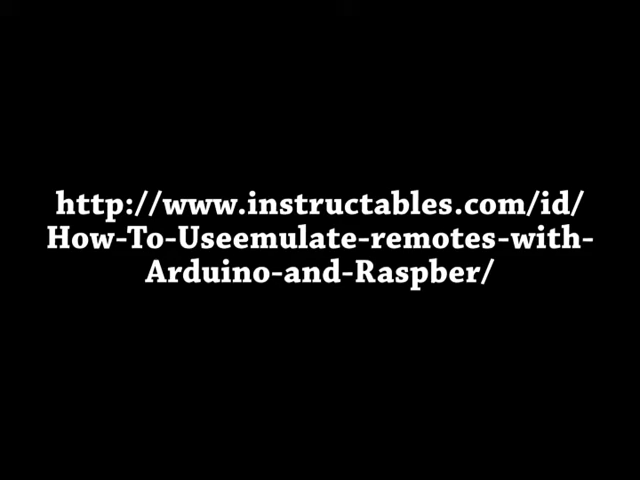 http://www.instructables.com/id/
How-To-Useemulate-remotes-with-
Arduino-and-Raspber/